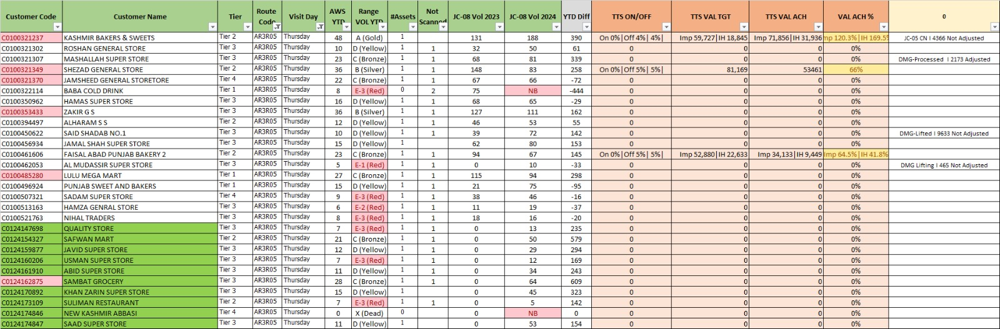 Customer Code Customer Name Tier Route Code Visit Day AWS YTD Range VOL YTD #Assets Not Scanned JC-08 Vol 2023 JC-08 Vol 2024 YTD Diff TTS ON/OFF TTS VAL TGT TTS VAL ACH VAL ACH % 0
C0100321237 KASHMIR BAKERS & SWEETS Tier 2 AR3R05 Thursday 48 A (Gold) 1 131 188 390 On 0%|Off 4%| 4%| Imp 59,727|IH 18,845 Imp 71,856|IH 31,936 mp 120.3%|IH 169.5% JC-05 CN I 4366 Not Adjusted
C0100321302 ROSHAN GENERAL STORE Tier 3 AR3R05 Thursday 10 D (Yellow) 1 1 32 50 61 0 0 0 0%
C0100321307 MASHALLAH SUPER STORE Tier 3 AR3R05 Thursday 23 C (Bronze) 1 1 68 81 339 0 0 0 0% DMG-Processed I 2173 Adjusted
C0100321349 SHEZAD GENERAL STORE Tier 2 AR3R05 Thursday 36 B (Silver) 1 1 148 83 258 On 0%|Off 5%| 5%| 81,169 53461 66%
C0100321370 JAMSHEED GENERAL STORETORE Tier 4 AR3R05 Thursday 22 C (Bronze) 1 1 67 66 -72 0 0 0 0%
C0100322114 BABA COLD DRINK Tier 1 AR3R05 Thursday 8 E-3 (Red) 0 2 75 NB -444 0 0 0 0%
C0100350962 HAMAS SUPER STORE Tier 3 AR3R05 Thursday 16 D (Yellow) 1 1 68 65 -29 0 0 0 0%
C0100353433 ZAKIR G S Tier 3 AR3R05 Thursday 36 B (Silver) 1 1 127 111 162 0 0 0 0%
C0100394497 ALHARAM S S Tier 2 AR3R05 Thursday 12 D (Yellow) 1 1 46 53 55 0 0 0 0%
C0100450622 SAID SHADAB NO.1 Tier 3 AR3R05 Thursday 10 D (Yellow) 1 1 39 72 142 0 0 0 0% DMG-Lifted I 9633 Not Adjusted
C0100456934 JAMAL SHAH SUPER STORE Tier 3 AR3R05 Thursday 15 D (Yellow) 1 1 62 80 153 0 0 0 0%
C0100461606 FAISAL ABAD PUNJAB BAKERY 2 Tier 2 AR3R05 Thursday 23 C (Bronze) 1 1 94 67 145 On 0%|Off 5%| 5%| Imp 52,880|IH 22,633 Imp 34,133|IH 9,449 Imp 64.5%|IH 41.8% 
C0100462053 AL MUDASSIR SUPER STORE Tier 3 AR3R05 Thursday 5 E-1 (Red) 1 1 0 10 -33 0 0 0 0% DMG Lifting I 465 Not Adjusted
C0100485280 LULU MEGA MART Tier 1 AR3R05 Thursday 27 C (Bronze) 1 1 115 94 298 0 0 0 0%
C0100496924 PUNJAB SWEET AND BAKERS Tier 1 AR3R05 Thursday 15 D (Yellow) 1 1 21 75 -95 0 0 0 0%
C0100507321 SADAM SUPER STORE Tier 4 AR3R05 Thursday 9 E-3 (Red) 1 1 38 46 -16 0 0 0 0%
C0100513163 HAMZA GENRAL STORE Tier 3 AR3R05 Thursday 6 E-2 (Red) 1 1 11 19 -37 0 0 0 0%
C0100521763 NIHAL TRADERS Tier 3 AR3R05 Thursday 8 E-3 (Red) 1 1 18 16 -20 0 0 0 0%
C0124147698 QUALITY STORE Tier 3 AR3R05 Thursday 7 E-3 (Red) 1 1 0 13 235 0 0 0 0%
C0124154327 SAFWAN MART Tier 2 AR3R05 Thursday 21 C (Bronze) 1 1 0 50 579 0 0 0 0%
C0124159877 JAVID SUPER STORE Tier 3 AR3R05 Thursday 12 D (Yellow) 1 1 0 29 294 0 0 0 0%
C0124160206 USMAN SUPER STORE Tier 3 AR3R05 Thursday 7 E-3 (Red) 1 1 0 12 169 0 0 0 0%
C0124161910 ABID SUPER STORE Tier 3 AR3R05 Thursday 11 D (Yellow) 1 1 0 34 243 0 0 0 0%
C0124162875 SAMBAT GROCERY Tier 3 AR3R05 Thursday 28 C (Bronze) 1 1 0 64 609 0 0 0 0%
C0124170892 KHAN ZARIN SUPER STORE Tier 3 AR3R05 Thursday 15 D (Yellow) 1 0 45 323 0 0 0 0%
C0124173109 SULIMAN RESTAURANT Tier 2 AR3R05 Thursday 7 E-3 (Red) 1 1 0 5 142 0 0 0 0%
C0124174846 NEW KASHMIR ABBASI Tier 4 AR3R05 Thursday 0 X (Dead) 0 0 NB 0 0 0 0 0%
C0124174847 SAAD SUPER STORE Tier 3 AR3R05 Thursday 11 D (Yellow) 1 0 53 154 0 0 0 0%